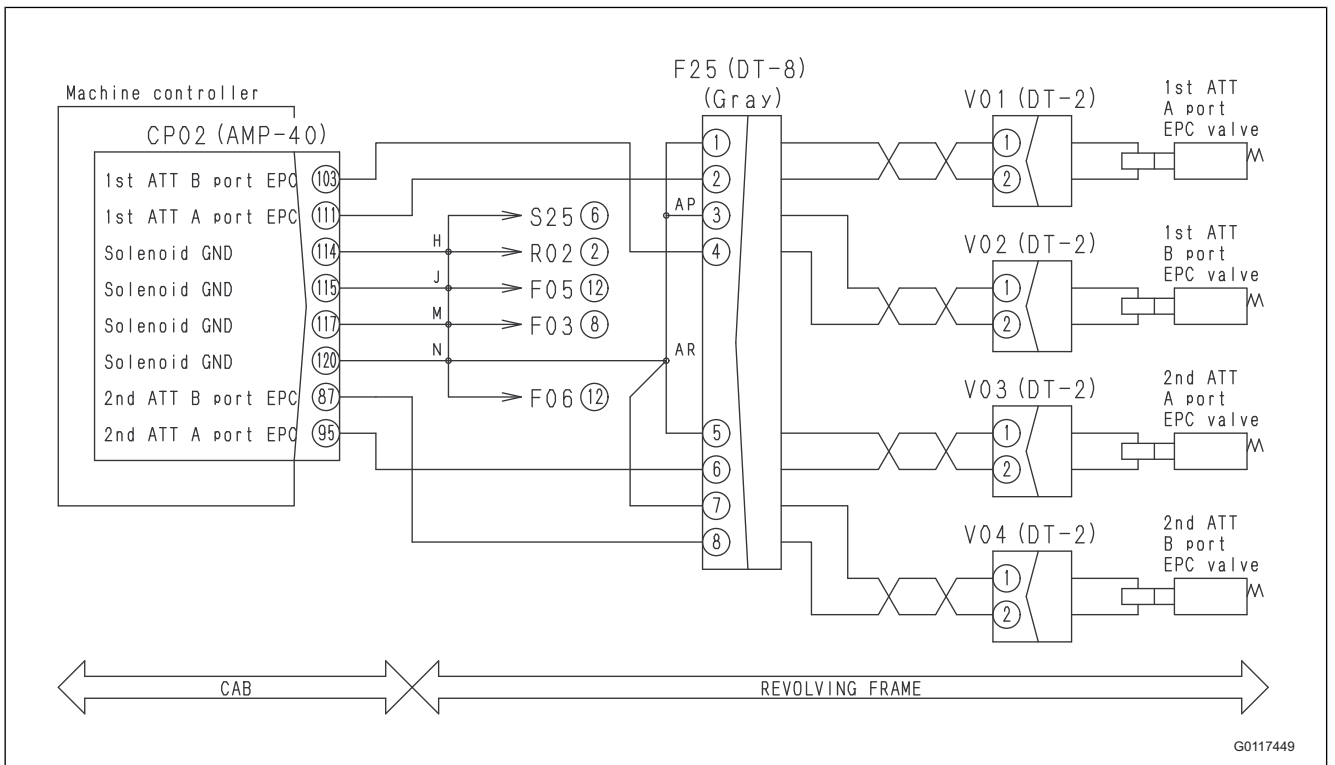 Machine controller
CP02 (AMP-40)
1st ATT B port EPC 103
1st ATT A port EPC 111
Solenoid GND 114
Solenoid GND 115
Solenoid GND 117
Solenoid GND 120
2nd ATT B port EPC 87
2nd ATT A port EPC 95
H
J
M
N
S25 6
R02 2
F05 12
F03 8
F06 12
AP
AR
F25 (DT-8)
(Gray)
1
2
3
4
5
6
7
8
V01 (DT-2)
1
2
1st ATT
A port
EPC valve
V02 (DT-2)
1
2
1st ATT
B port
EPC valve
V03 (DT-2)
1
2
2nd ATT
A port
EPC valve
V04 (DT-2)
1
2
2nd ATT
B port
EPC valve
CAB
REVOLVING FRAME
G0117449